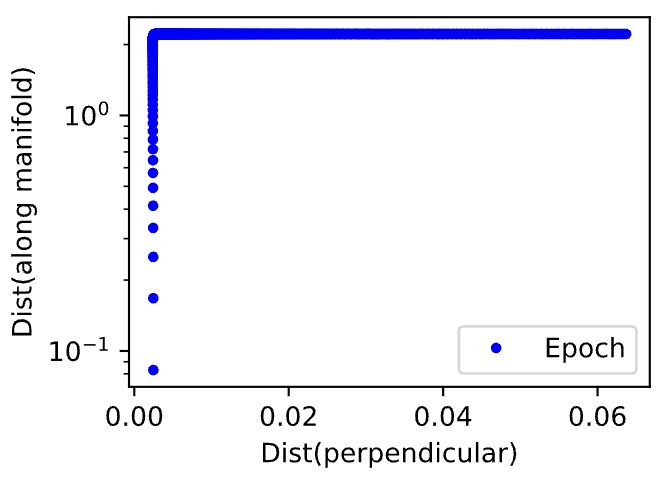 Dist(along manifold)
10⁰
10⁻¹
0.00 0.02 0.04 0.06
Dist(perpendicular)
Epoch